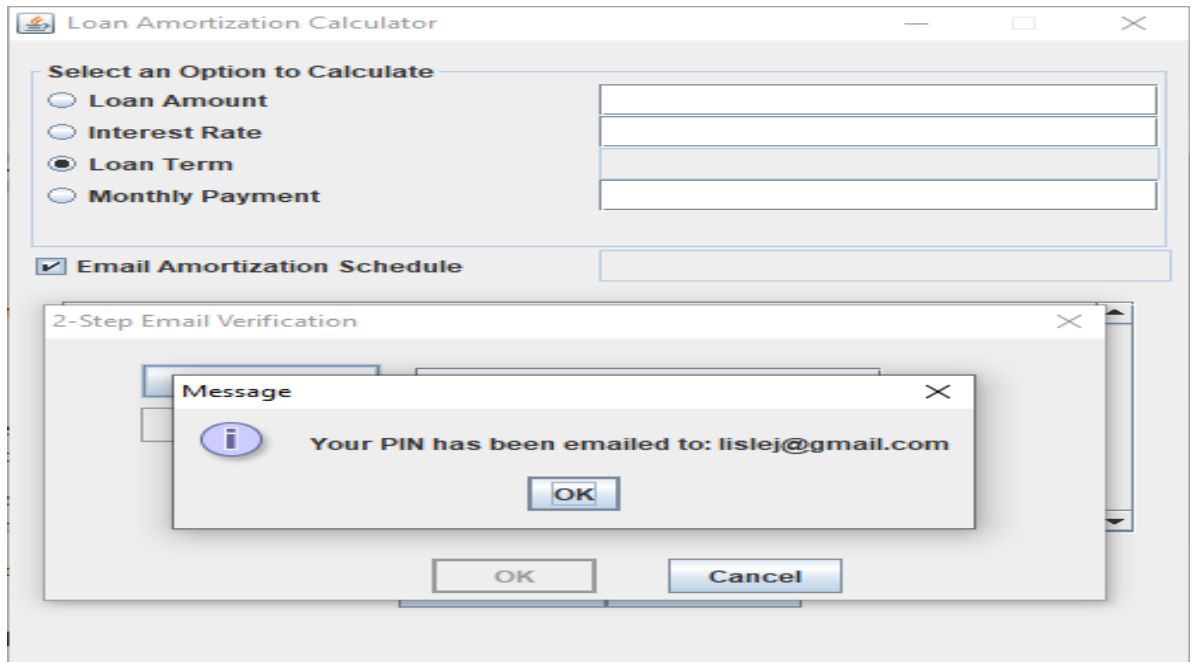 Loan Amortization Calculator
Select an Option to Calculate
Loan Amount
Interest Rate
Loan Term
Monthly Payment
Email Amortization Schedule
2-Step Email Verification
Message
Your PIN has been emailed to: lislej@gmail.com
OK
OK
Cancel